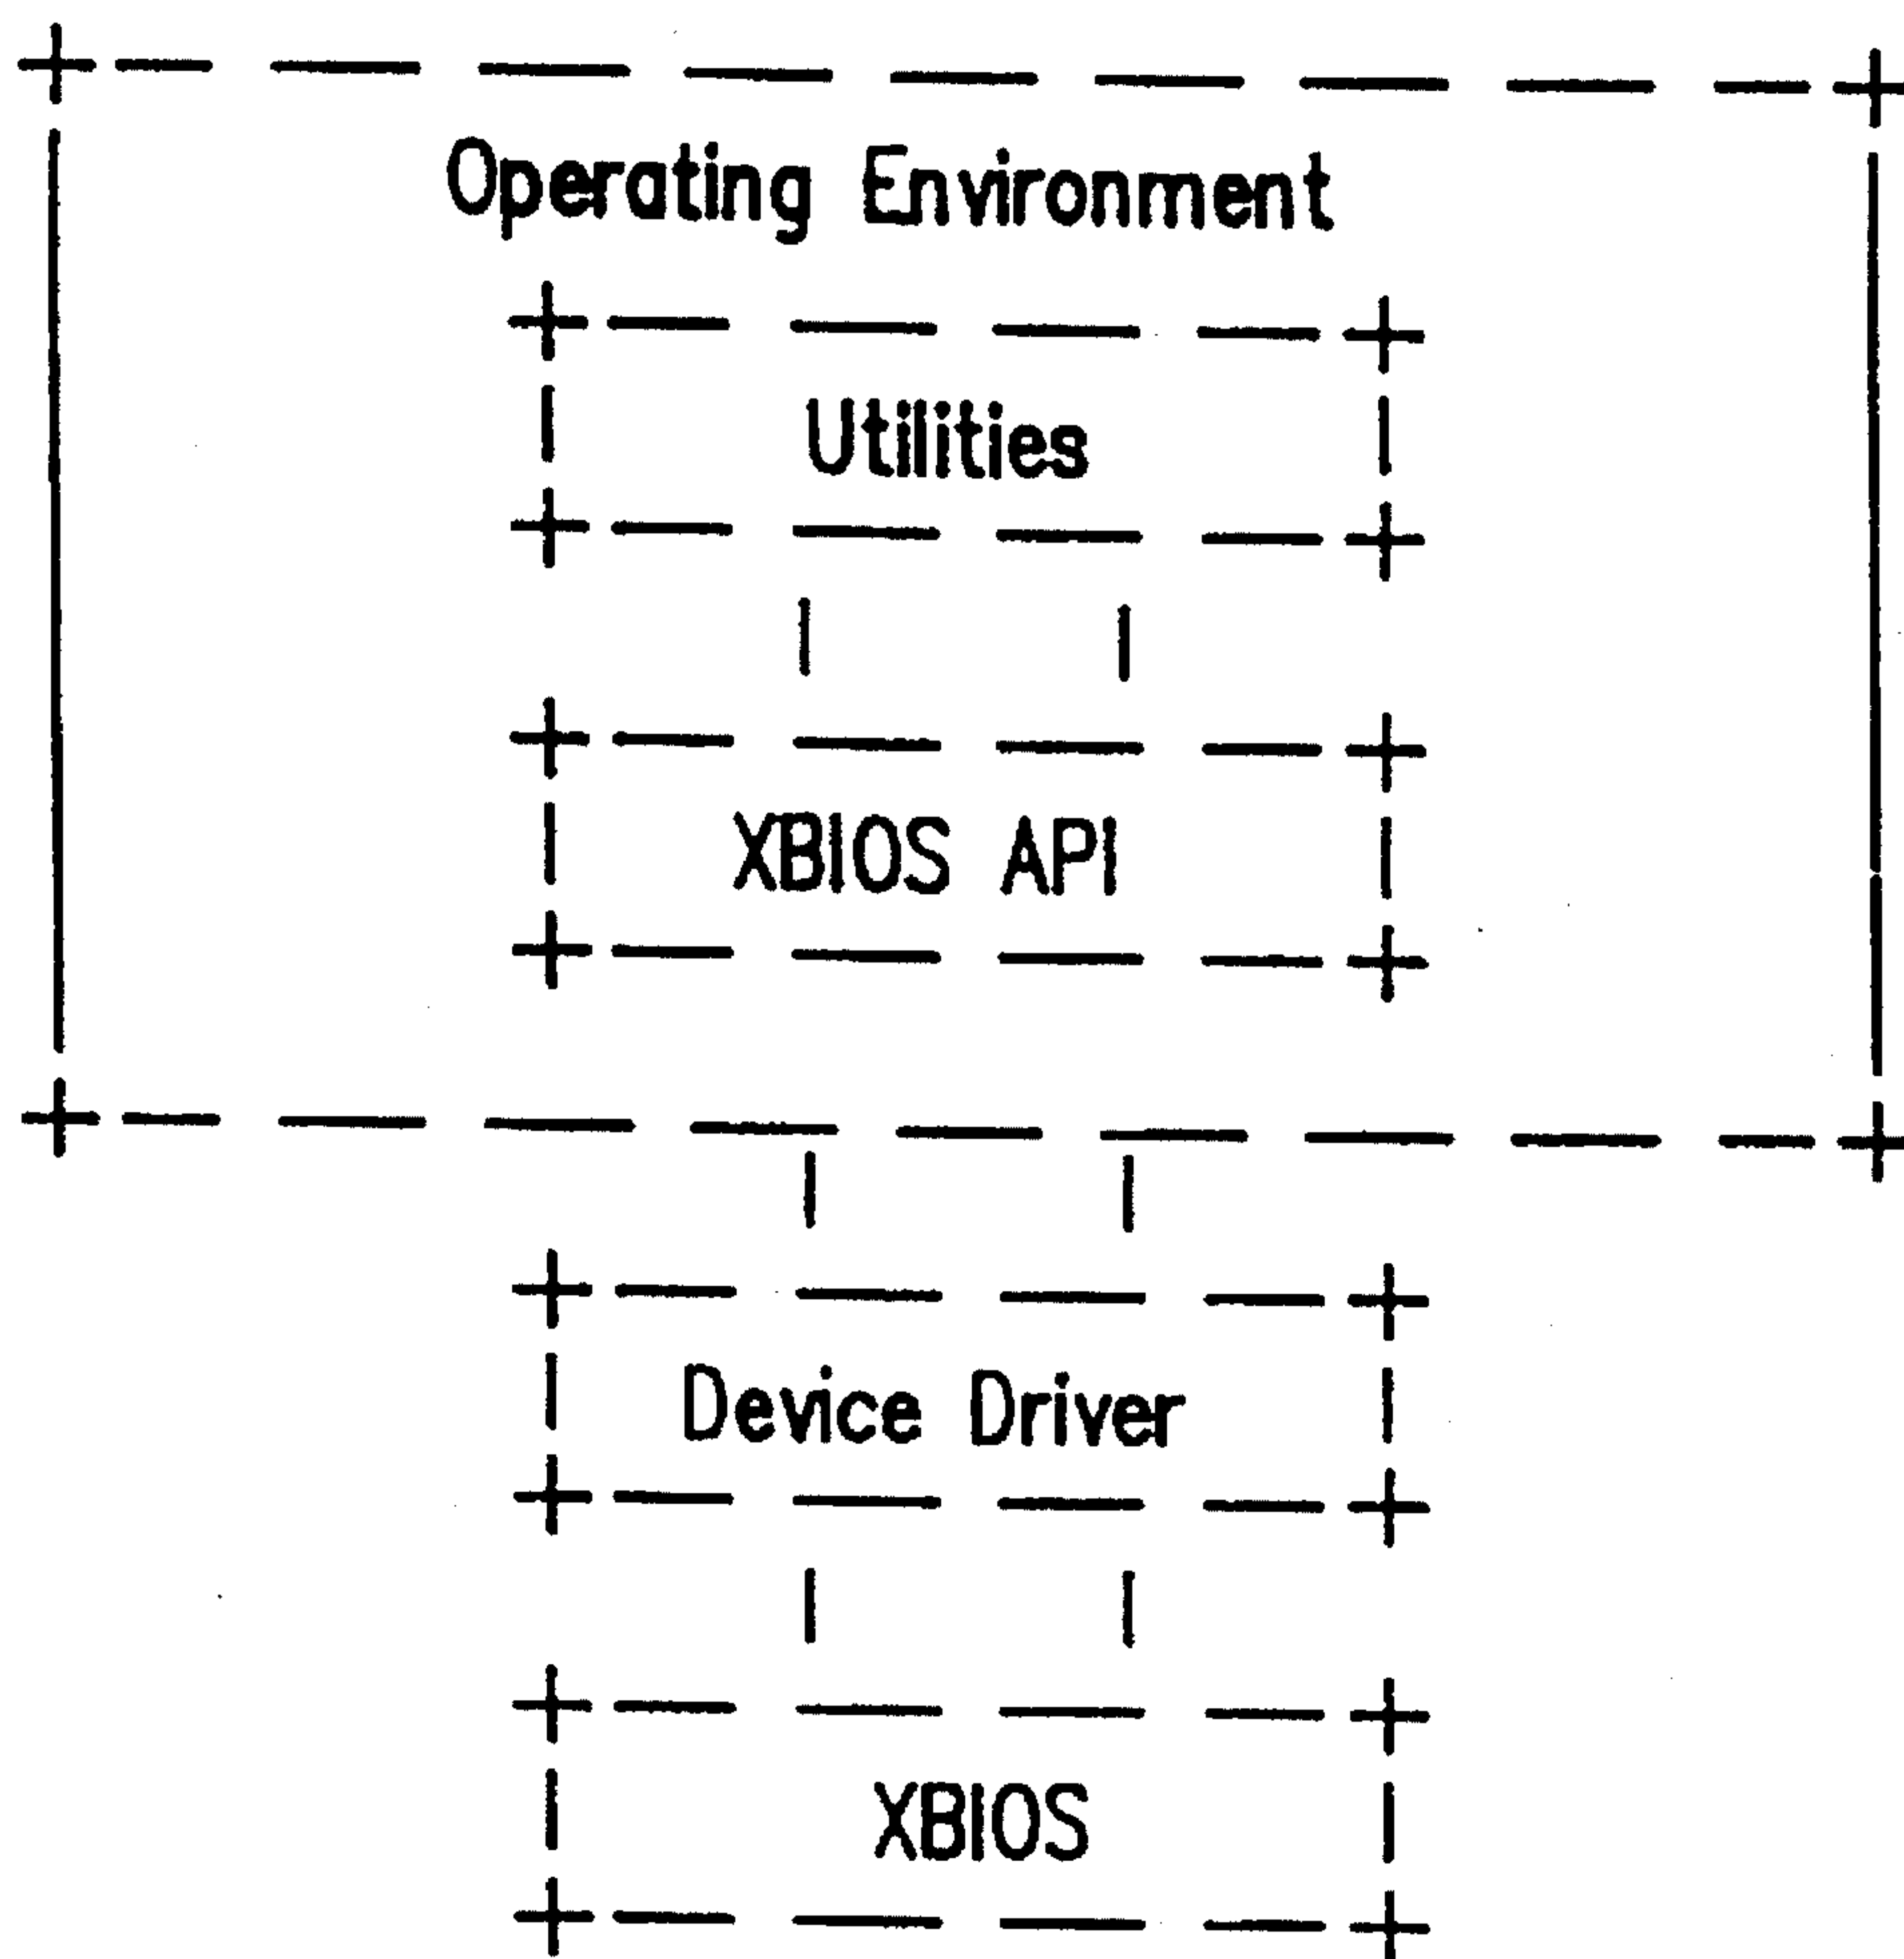 Operating Environment
Utilities
XBIOS API
Device Driver
XBIOS